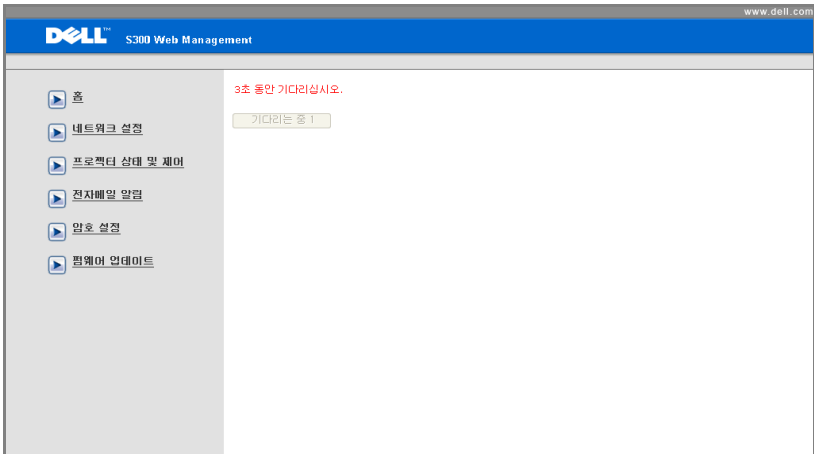 www.dell.com
DELL™ S300 Web Management
홈
네트워크 설정
프로젝터 상태 및 제어
전자메일 알림
암호 설정
펌웨어 업데이트
3초 동안 기다리십시오.
기다리는 중 1